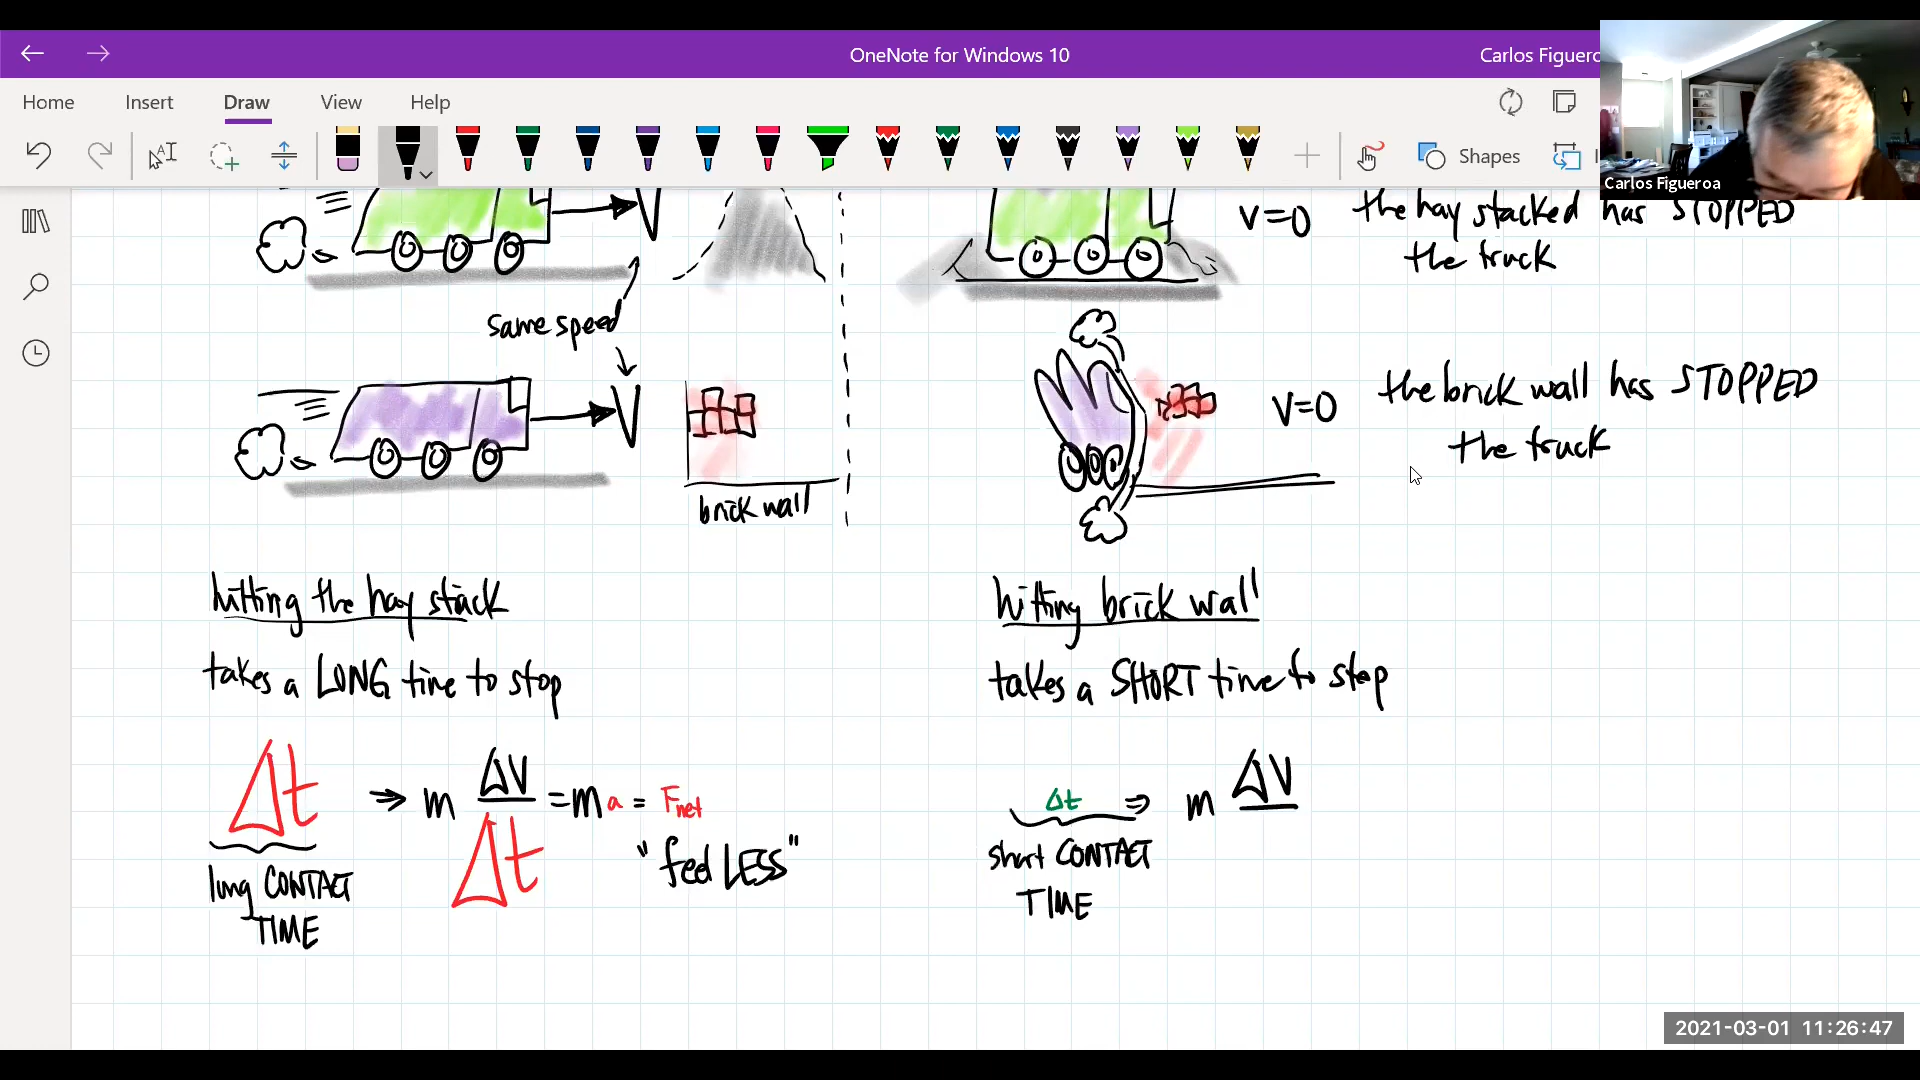 OneNote for Windows 10
Carlos Figuero
Home Insert Draw View Help
Shapes
Carlos Figueroa
V
V=0
the hay stacked has STOPPED
the truck
same speed
V
brick wall
V=0
the brick wall has STOPPED
the truck
hitting the hay stack
takes a LONG time to stop
Δt ⇒ m ΔV = ma = Fnet
Δt
long CONTACT
TIME
"feel LESS"
hitting brick wall
takes a SHORT time to stop
Δt ⇒ m ΔV
short CONTACT
TIME
2021-03-01 11:26:47